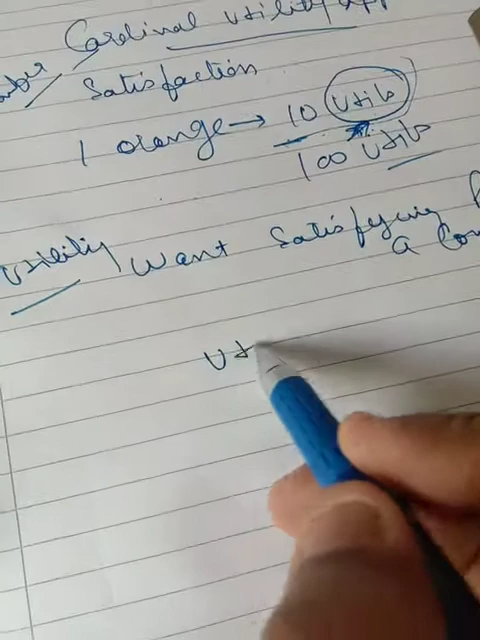 Cardinal utility
Satisfaction
1 orange → 10 utils
100 utils
Utility Want Satisfying
a
Ut